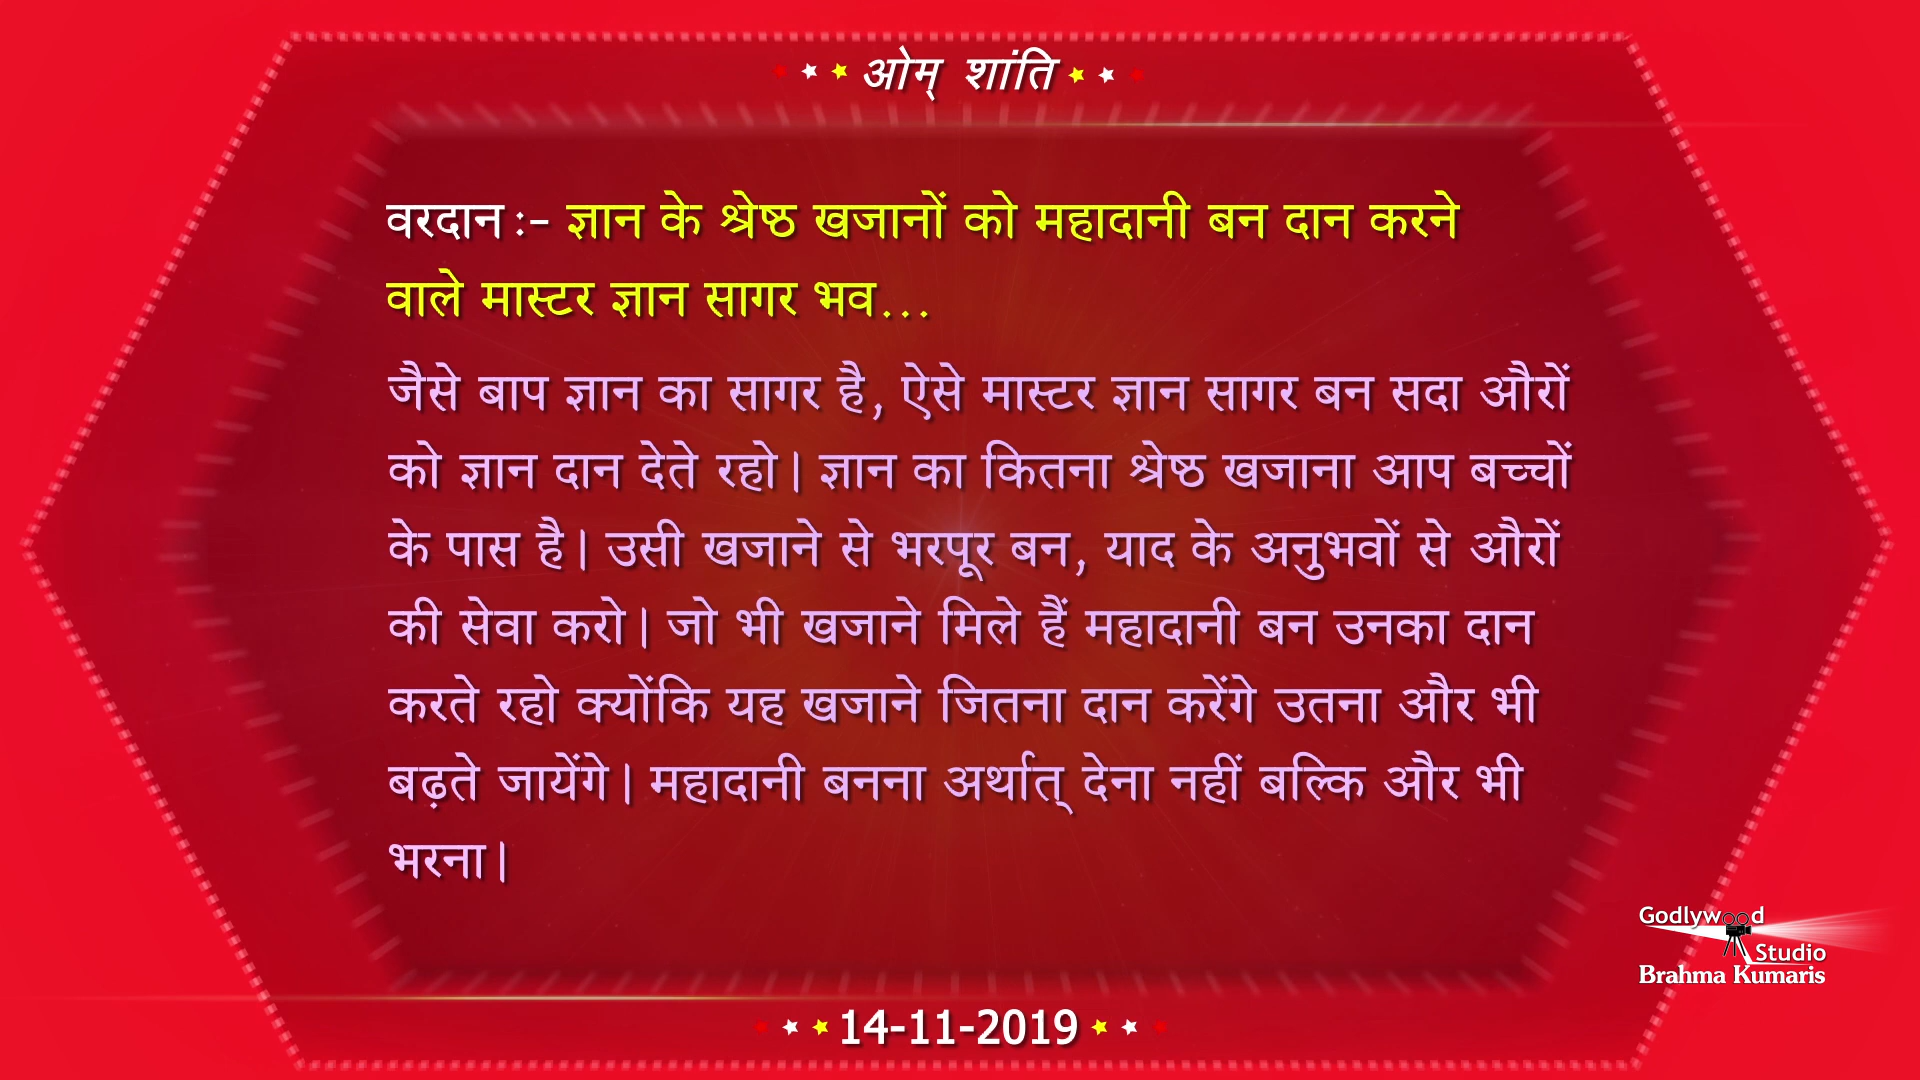 ओम् शांति
वरदान :- ज्ञान के श्रेष्ठ खजानों को महादानी बन दान करने
वाले मास्टर ज्ञान सागर भव...
जैसे बाप ज्ञान का सागर है, ऐसे मास्टर ज्ञान सागर बन सदा औरों
को ज्ञान दान देते रहो। ज्ञान का कितना श्रेष्ठ खजाना आप बच्चों
के पास है। उसी खजाने से भरपूर बन, याद के अनुभवों से औरों
की सेवा करो। जो भी खजाने मिले हैं महादानी बन उनका दान
करते रहो क्योंकि यह खजाने जितना दान करेंगे उतना और भी
बढ़ते जायेंगे। महादानी बनना अर्थात् देना नहीं बल्कि और भी
भरना।
Godlywood
Studio
Brahma Kumaris
14-11-2019